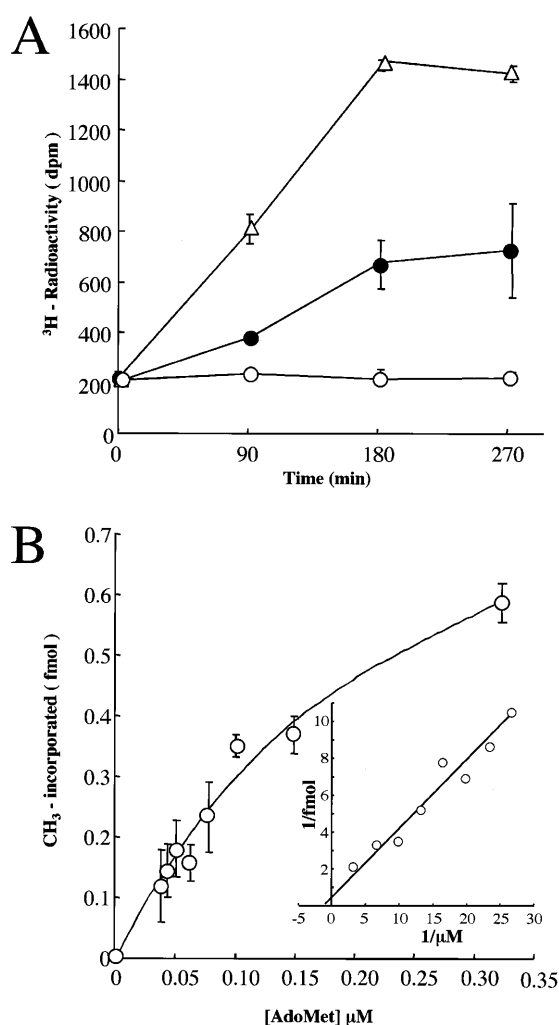 A
1600
1400
1200
1000
800
600
400
200
0
³H - Radioactivity ( dpm )
0 90 180 270
Time (min)
B
0.7
0.6
0.5
0.4
0.3
0.2
0.1
0
CH₃ - incorporated ( fmol )
10
8
6
4
2
1/fmol
-5 0 5 10 15 20 25 30
1/μM
0 0.05 0.10 0.15 0.20 0.25 0.30 0.35
[AdoMet] μM